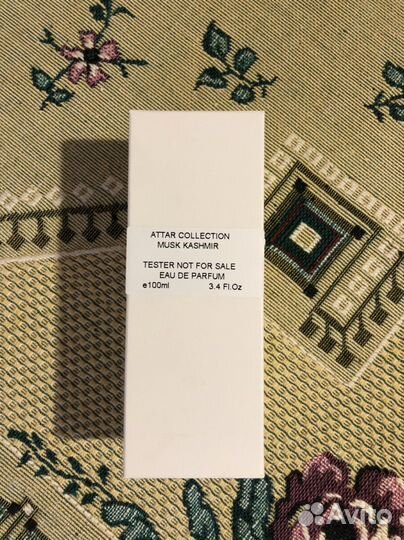 ATTAR COLLECTION
MUSK KASHMIR
TESTER NOT FOR SALE
EAU DE PARFUM
e100ml 3.4 Fl.Oz
Avito